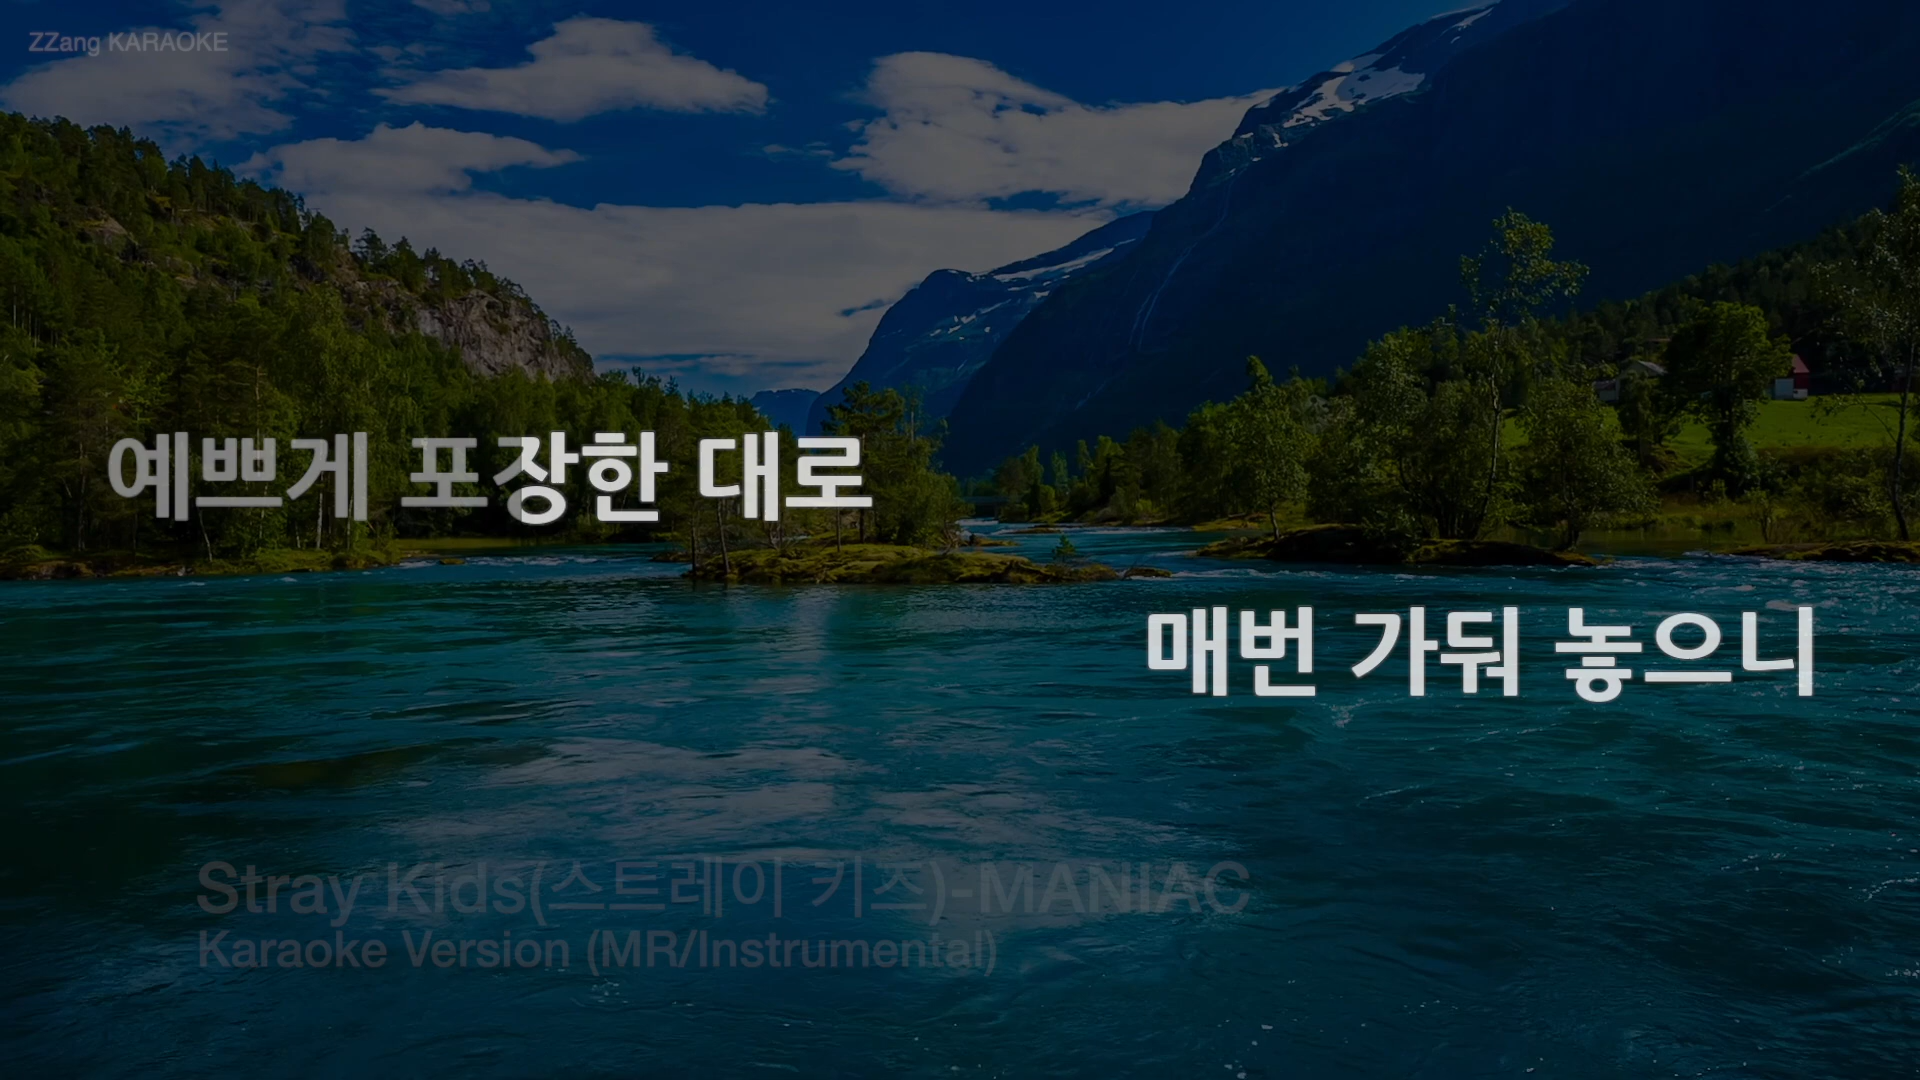 ZZang KARAOKE
예쁘게 포장한 대로
매번 가둬 놓으니
Stray Kids(스트레이 키즈)-MANIAC
Karaoke Version (MR/Instrumental)